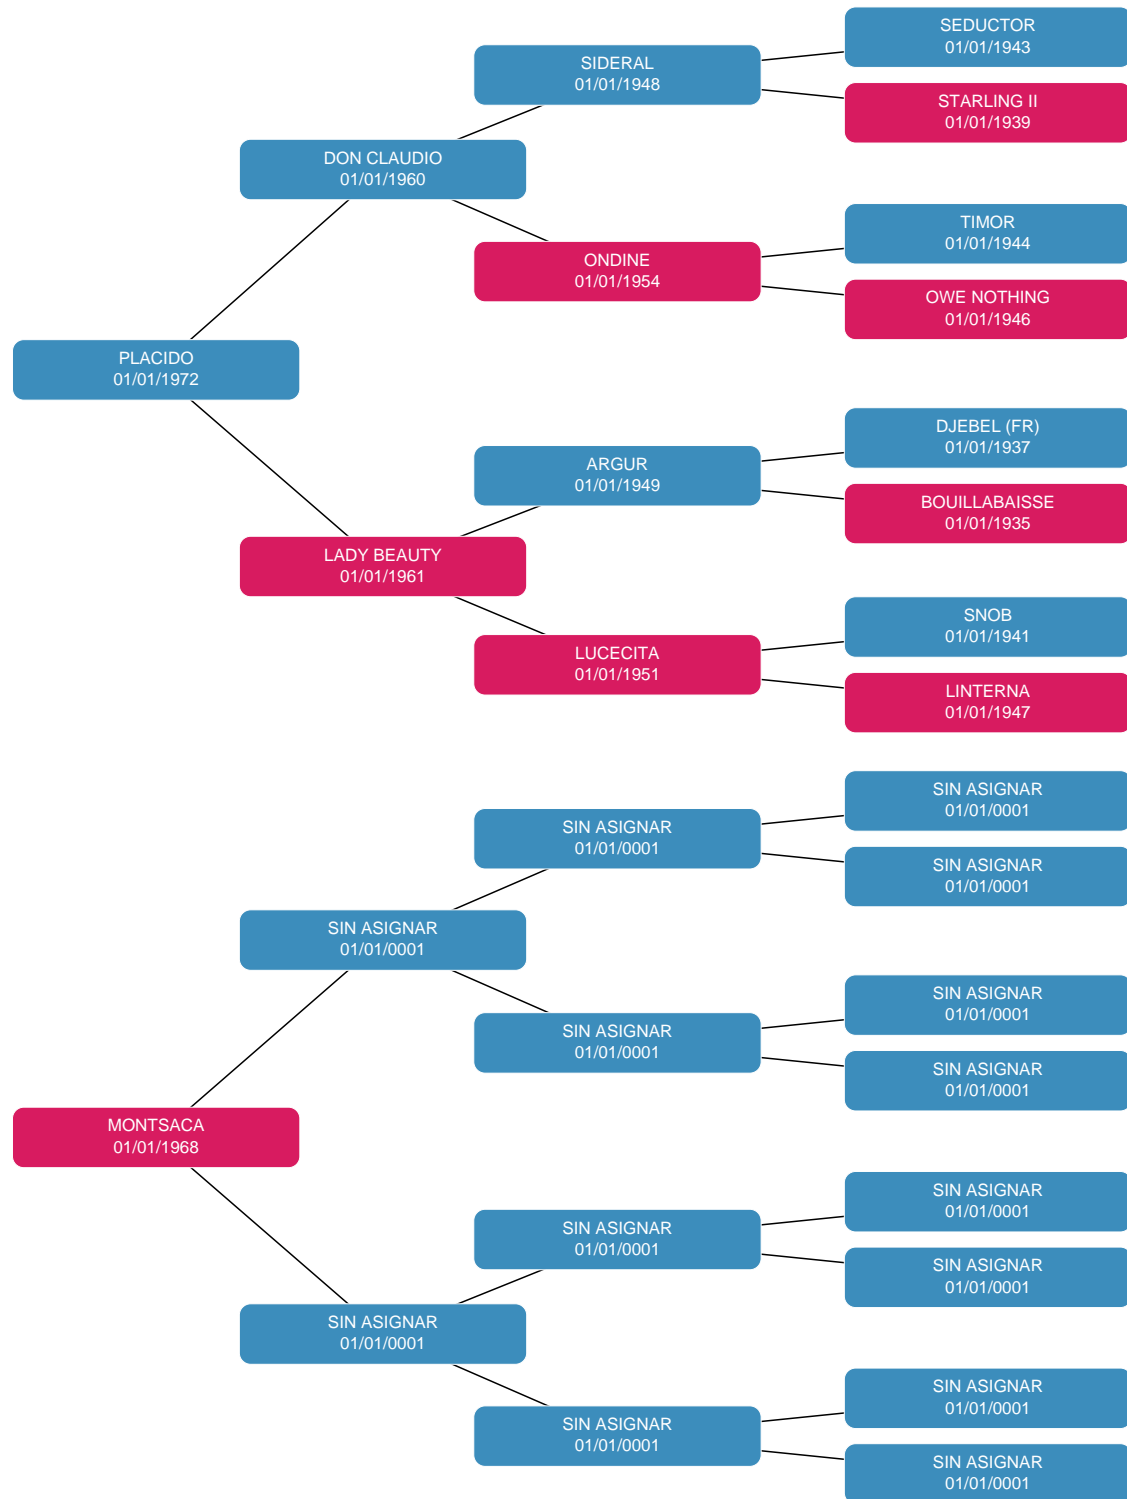 SEDUCTOR
01/01/1943
SIDERAL
01/01/1948
STARLING II
01/01/1939
DON CLAUDIO
01/01/1960
TIMOR
01/01/1944
ONDINE
01/01/1954
OWE NOTHING
01/01/1946
PLACIDO
01/01/1972
DJEBEL (FR)
01/01/1937
ARGUR
01/01/1949
BOUILLABAISSE
01/01/1935
LADY BEAUTY
01/01/1961
SNOB
01/01/1941
LUCECITA
01/01/1951
LINTERNA
01/01/1947
SIN ASIGNAR
01/01/0001
SIN ASIGNAR
01/01/0001
SIN ASIGNAR
01/01/0001
SIN ASIGNAR
01/01/0001
SIN ASIGNAR
01/01/0001
SIN ASIGNAR
01/01/0001
SIN ASIGNAR
01/01/0001
MONTSACA
01/01/1968
SIN ASIGNAR
01/01/0001
SIN ASIGNAR
01/01/0001
SIN ASIGNAR
01/01/0001
SIN ASIGNAR
01/01/0001
SIN ASIGNAR
01/01/0001
SIN ASIGNAR
01/01/0001
SIN ASIGNAR
01/01/0001